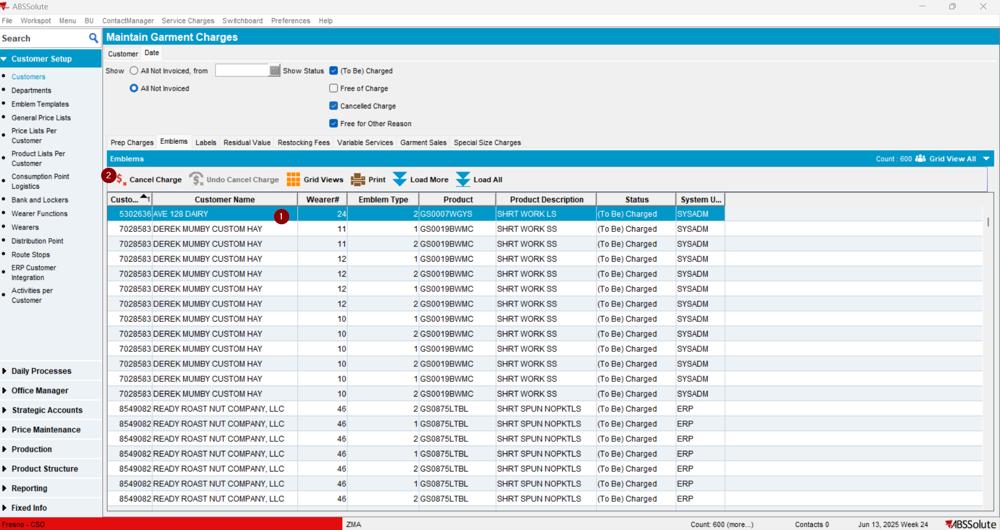 ABSSolute
File Workspot Menu BU ContactManager Service Charges Switchboard Preferences Help
Search
Maintain Garment Charges
Customer Setup
Customers
Departments
Emblem Templates
General Price Lists
Price Lists Per
Customer
Product Lists Per
Customer
Consumption Point
Logistics
Bank and Lockers
Wearer Functions
Wearers
Distribution Point
Route Stops
ERP Customer
Integration
Activities per
Customer
Daily Processes
Office Manager
Strategic Accounts
Price Maintenance
Production
Product Structure
Reporting
Fixed Info
Customer Date
Show All Not Invoiced, from 16 Show Status (To Be) Charged
All Not Invoiced Free of Charge
Cancelled Charge
Free for Other Reason
Prep Charges Emblems Labels Residual Value Restocking Fees Variable Services Garment Sales Special Size Charges
Emblems Count : 600 Grid View All
2 Cancel Charge Undo Cancel Charge Grid Views Print Load More Load All
Custo... 1 Customer Name Wearer# Emblem Type Product Product Description Status System U...
5302636 AVE 128 DAIRY 1 24 2 GS0007WGYS SHRT WORK LS (To Be) Charged SYSADM
7028583 DEREK MUMBY CUSTOM HAY 11 1 GS0019BWMC SHRT WORK SS (To Be) Charged SYSADM
7028583 DEREK MUMBY CUSTOM HAY 11 2 GS0019BWMC SHRT WORK SS (To Be) Charged SYSADM
7028583 DEREK MUMBY CUSTOM HAY 12 1 GS0019BWMC SHRT WORK SS (To Be) Charged SYSADM
7028583 DEREK MUMBY CUSTOM HAY 12 2 GS0019BWMC SHRT WORK SS (To Be) Charged SYSADM
7028583 DEREK MUMBY CUSTOM HAY 12 1 GS0019BWMC SHRT WORK SS (To Be) Charged SYSADM
7028583 DEREK MUMBY CUSTOM HAY 12 2 GS0019BWMC SHRT WORK SS (To Be) Charged SYSADM
7028583 DEREK MUMBY CUSTOM HAY 10 1 GS0019BWMC SHRT WORK SS (To Be) Charged SYSADM
7028583 DEREK MUMBY CUSTOM HAY 10 2 GS0019BWMC SHRT WORK SS (To Be) Charged SYSADM
7028583 DEREK MUMBY CUSTOM HAY 10 1 GS0019BWMC SHRT WORK SS (To Be) Charged SYSADM
7028583 DEREK MUMBY CUSTOM HAY 10 2 GS0019BWMC SHRT WORK SS (To Be) Charged SYSADM
7028583 DEREK MUMBY CUSTOM HAY 10 1 GS0019BWMC SHRT WORK SS (To Be) Charged SYSADM
7028583 DEREK MUMBY CUSTOM HAY 10 2 GS0019BWMC SHRT WORK SS (To Be) Charged SYSADM
8549082 READY ROAST NUT COMPANY, LLC 46 2 GS0875LTBL SHRT SPUN NOPKTLS (To Be) Charged ERP
8549082 READY ROAST NUT COMPANY, LLC 46 1 GS0875LTBL SHRT SPUN NOPKTLS (To Be) Charged ERP
8549082 READY ROAST NUT COMPANY, LLC 46 2 GS0875LTBL SHRT SPUN NOPKTLS (To Be) Charged ERP
8549082 READY ROAST NUT COMPANY, LLC 46 1 GS0875LTBL SHRT SPUN NOPKTLS (To Be) Charged ERP
8549082 READY ROAST NUT COMPANY, LLC 46 2 GS0875LTBL SHRT SPUN NOPKTLS (To Be) Charged ERP
8549082 READY ROAST NUT COMPANY, LLC 46 1 GS0875LTBL SHRT SPUN NOPKTLS (To Be) Charged ERP
8549082 READY ROAST NUT COMPANY, LLC 46 2 GS0875LTBL SHRT SPUN NOPKTLS (To Be) Charged ERP
Fresno - CSO ZMA Count: 600 (more...) Contacts 0 Jun 13, 2025 Week 24 ABSSolute